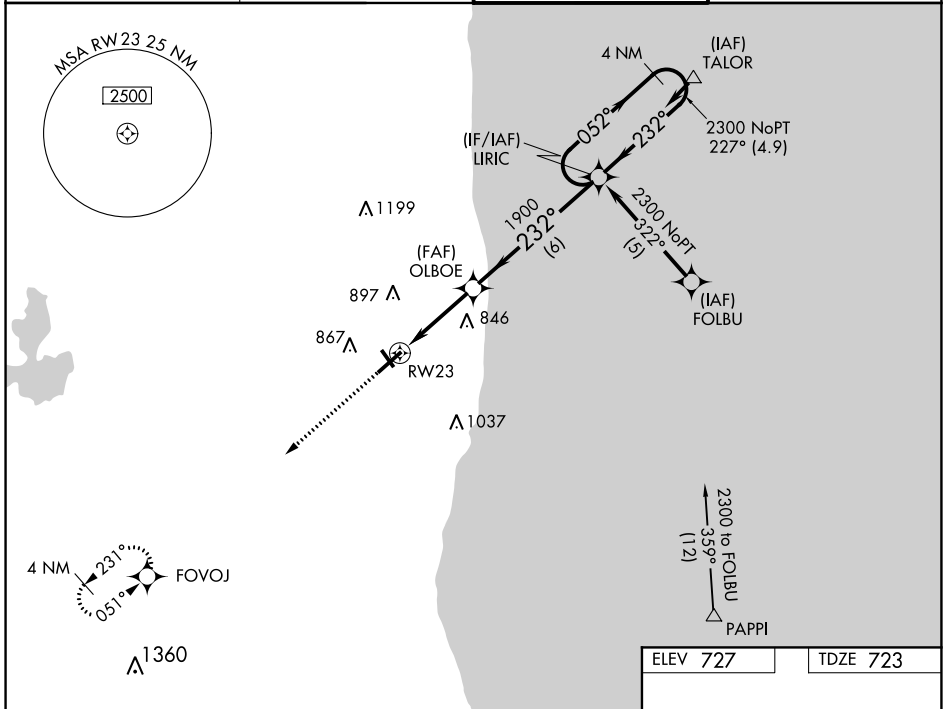 MSA RW23 25 NM
2500
4 NM
(IAF)
TALOR
052°
232°
2300 NoPT
227° (4.9)
(IF/IAF)
LIRIC
1199
1900
232°
(6)
2300 NoPT
322°
(5)
(FAF)
OLBOE
897
846
(IAF)
FOLBU
867
RW23
1037
2300 to FOLBU
359°
(12)
PAPPI
4 NM
231°
051°
FOVOJ
1360
ELEV 727
TDZE 723